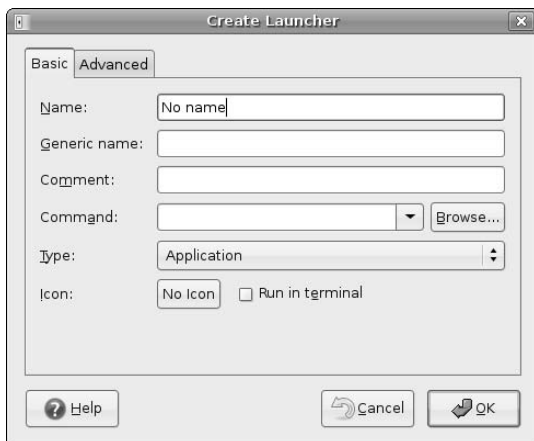 Create Launcher
Basic Advanced
Name: No name
Generic name:
Comment:
Command: Browse...
Type: Application
Icon: No Icon Run in terminal
Help Cancel OK